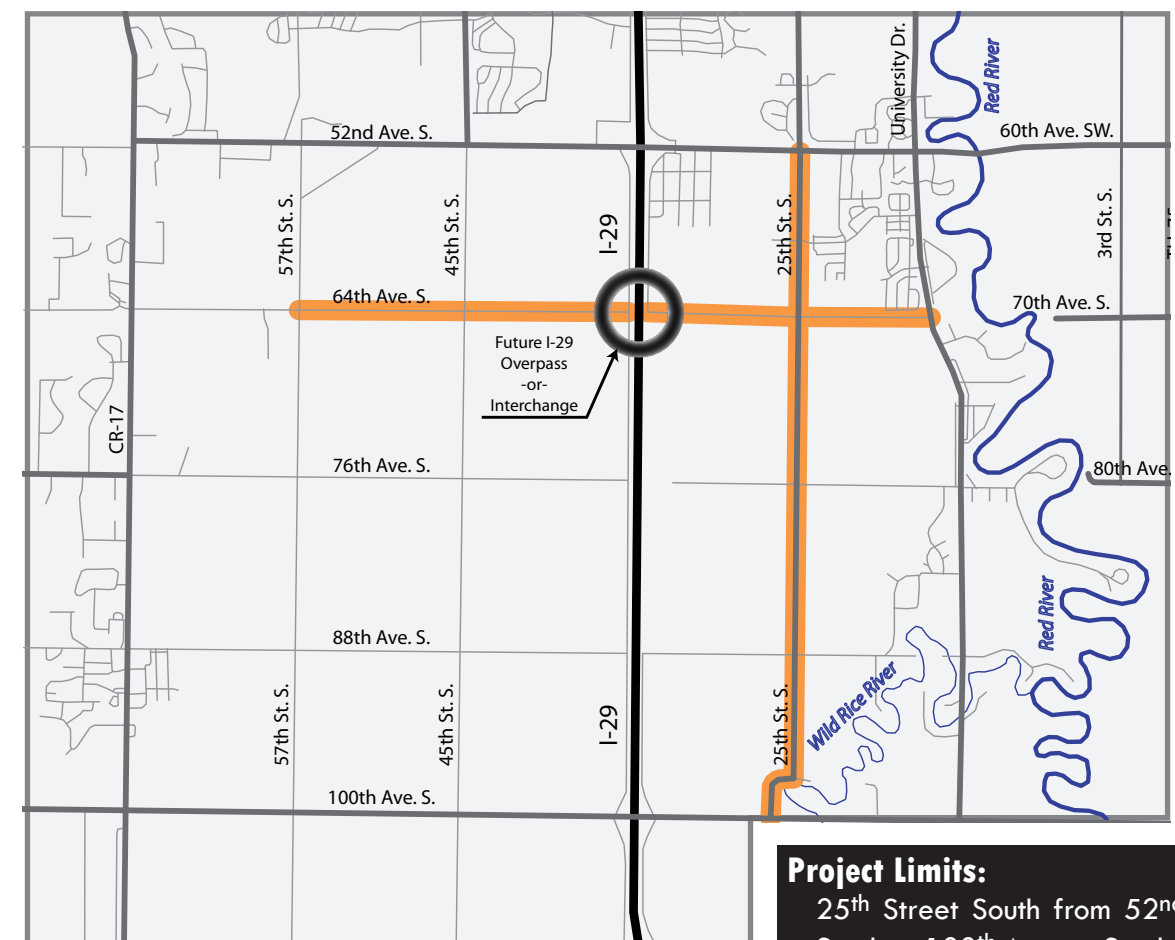 University Dr.
Red River
52nd Ave. S.
60th Ave. SW.
57th St. S.
45th St. S.
I-29
25th St. S.
3rd St. S.
64th Ave. S.
70th Ave. S.
Future I-29
Overpass
-or-
Interchange
CR-17
76th Ave. S.
80th Ave.
88th Ave. S.
Red River
Wild Rice River
57th St. S.
45th St. S.
I-29
25th St. S.
100th Ave. S.
Project Limits:
25th Street South from 52nd